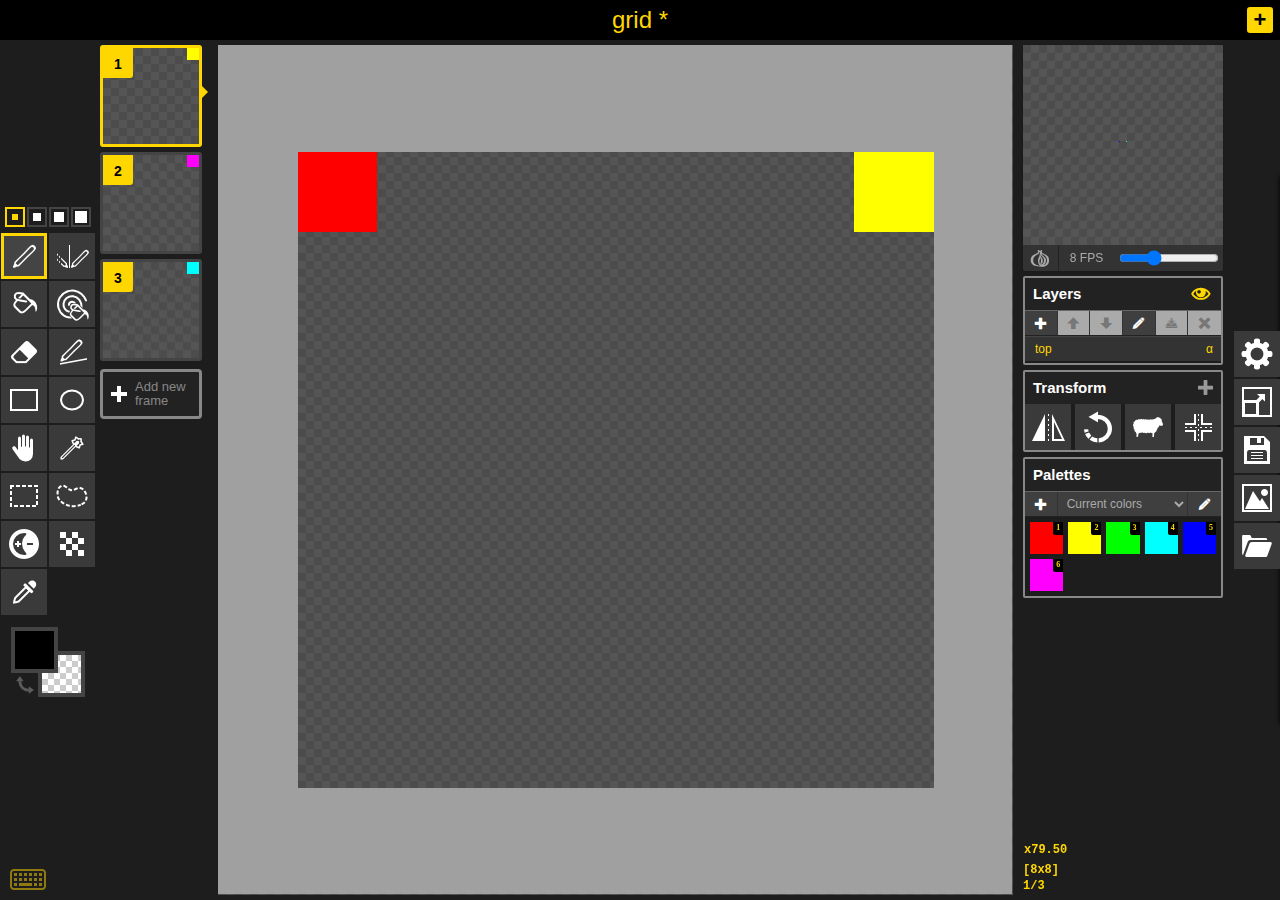 grid *
+
1
2
3
Add new
frame
8 FPS
Layers
top
α
Transform
Palettes
Current colors
1
2
3
4
5
6
x79.50
[8x8]
1/3